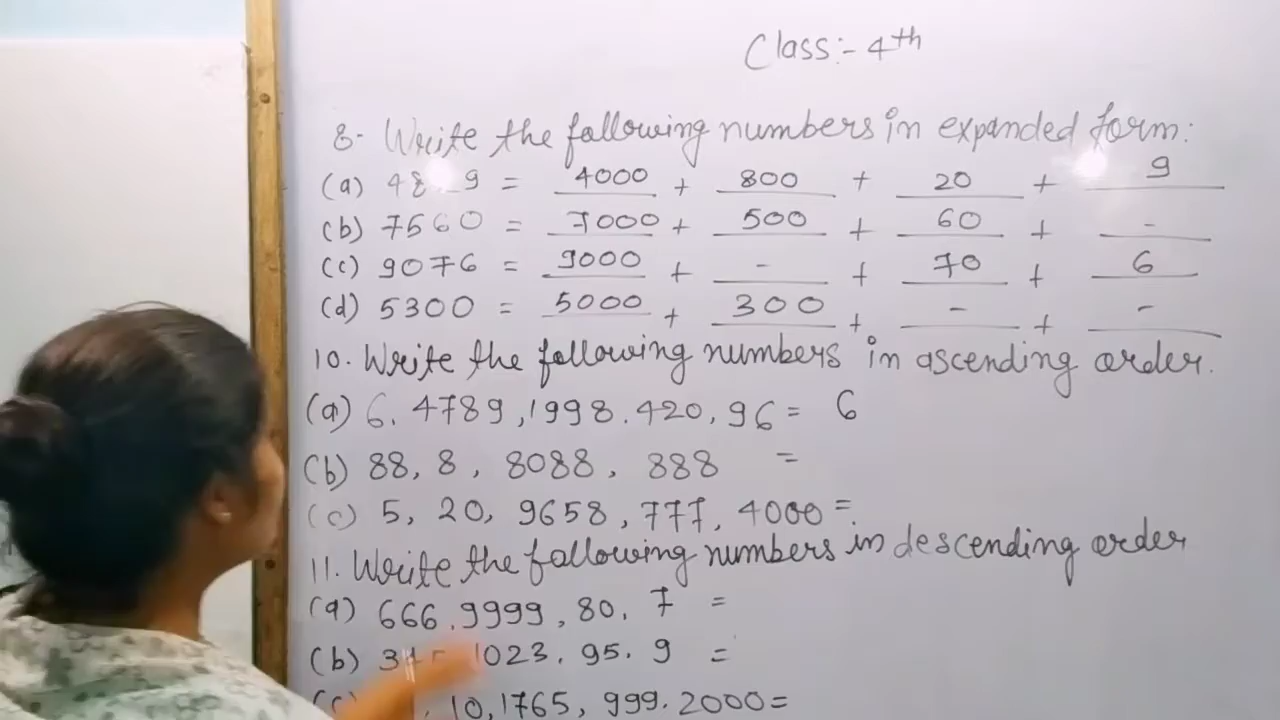 Class:- 4th
8. Write the following numbers in expanded form:
(a) 48 9 = 4000 + 800 + 20 + 9
(b) 7560 = 7000 + 500 + 60 + -
(c) 9076 = 9000 + - + 70 + 6
(d) 5300 = 5000 + 300 + - + -
10. Write the following numbers in ascending order.
(a) 6. 4789, 1998. 420, 96 = 6
(b) 88, 8, 8088, 888 =
(c) 5, 20, 9658, 777, 4000 =
11. Write the following numbers in descending order
(a) 666, 9999, 80, 7 =
(b) 1023. 95. 9 =
(c) 10, 1765, 999. 2000 =